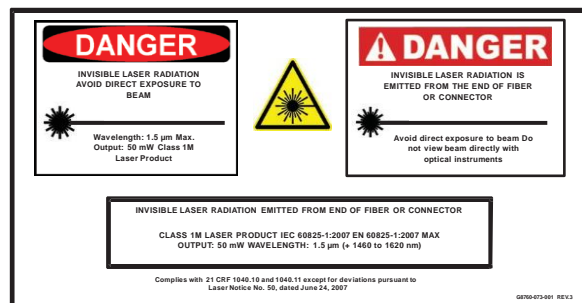 DANGER
INVISIBLE LASER RADIATION
AVOID DIRECT EXPOSURE TO
BEAM
Wavelength: 1.5 µm Max.
Output: 50 mW Class 1M
Laser Product
DANGER
INVISIBLE LASER RADIATION IS
EMITTED FROM THE END OF FIBER
OR CONNECTOR
Avoid direct exposure to beam Do
not view beam directly with
optical instruments
INVISIBLE LASER RADIATION EMITTED FROM END OF FIBER OR CONNECTOR
CLASS 1M LASER PRODUCT IEC 60825-1:2007 EN 60825-1:2007 MAX
OUTPUT: 50 mW WAVELENGTH: 1.5 µm (+ 1460 to 1620 nm)
Complies with 21 CRF 1040.10 and 1040.11 except for deviations pursuant to
Laser Notice No. 50, dated June 24, 2007
G8760-073-001 REV.3